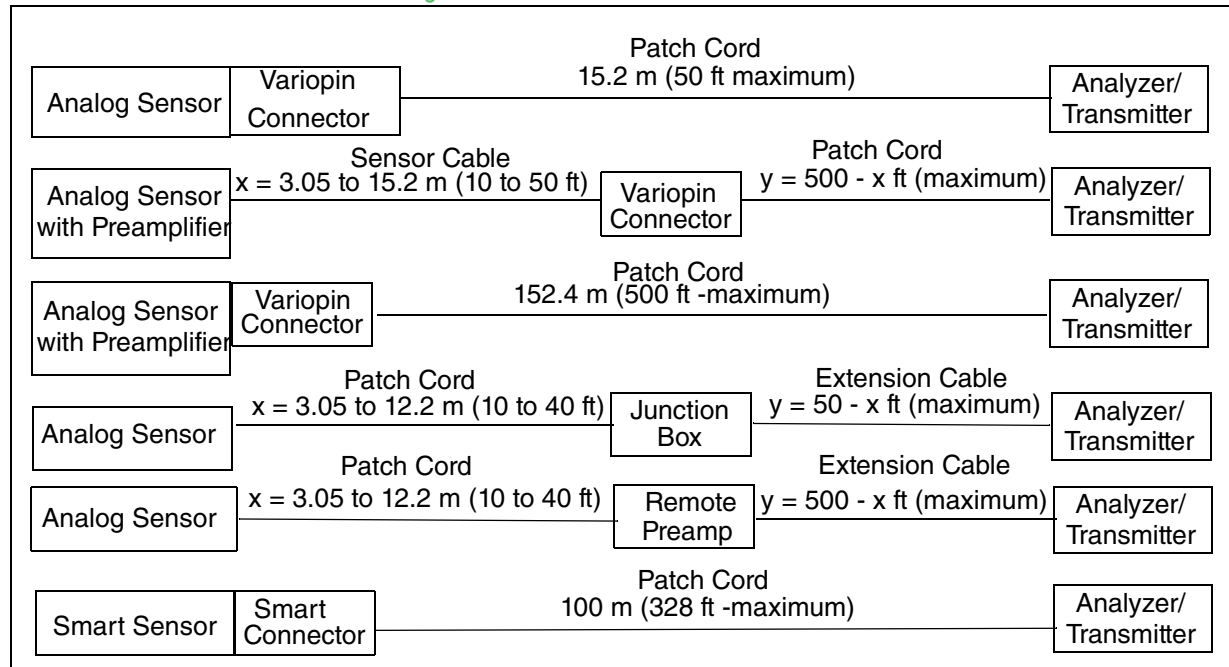 Patch Cord
15.2 m (50 ft maximum)
Analog Sensor
Variopin
Connector
Analyzer/
Transmitter
Sensor Cable
x = 3.05 to 15.2 m (10 to 50 ft)
Patch Cord
y = 500 - x ft (maximum)
Analog Sensor
with Preamplifier
Variopin
Connector
Analyzer/
Transmitter
Patch Cord
152.4 m (500 ft -maximum)
Analog Sensor
with Preamplifier
Variopin
Connector
Analyzer/
Transmitter
Patch Cord
x = 3.05 to 12.2 m (10 to 40 ft)
Extension Cable
y = 50 - x ft (maximum)
Analog Sensor
Junction
Box
Analyzer/
Transmitter
Patch Cord
x = 3.05 to 12.2 m (10 to 40 ft)
Extension Cable
y = 500 - x ft (maximum)
Analog Sensor
Remote
Preamp
Analyzer/
Transmitter
Patch Cord
100 m (328 ft -maximum)
Smart Sensor
Smart
Connector
Analyzer/
Transmitter